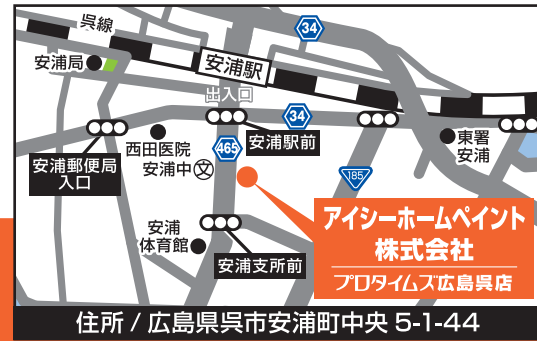 呉線
34
安浦局
安浦駅
出入口
34
西田医院
465
安浦駅前
東署
安浦
安浦中文
安浦郵便局
入口
185
アイシーホームペイント
株式会社
プロタイムズ広島呉店
安浦
体育館
安浦支所前
住所 / 広島県呉市安浦町中央 5-1-44